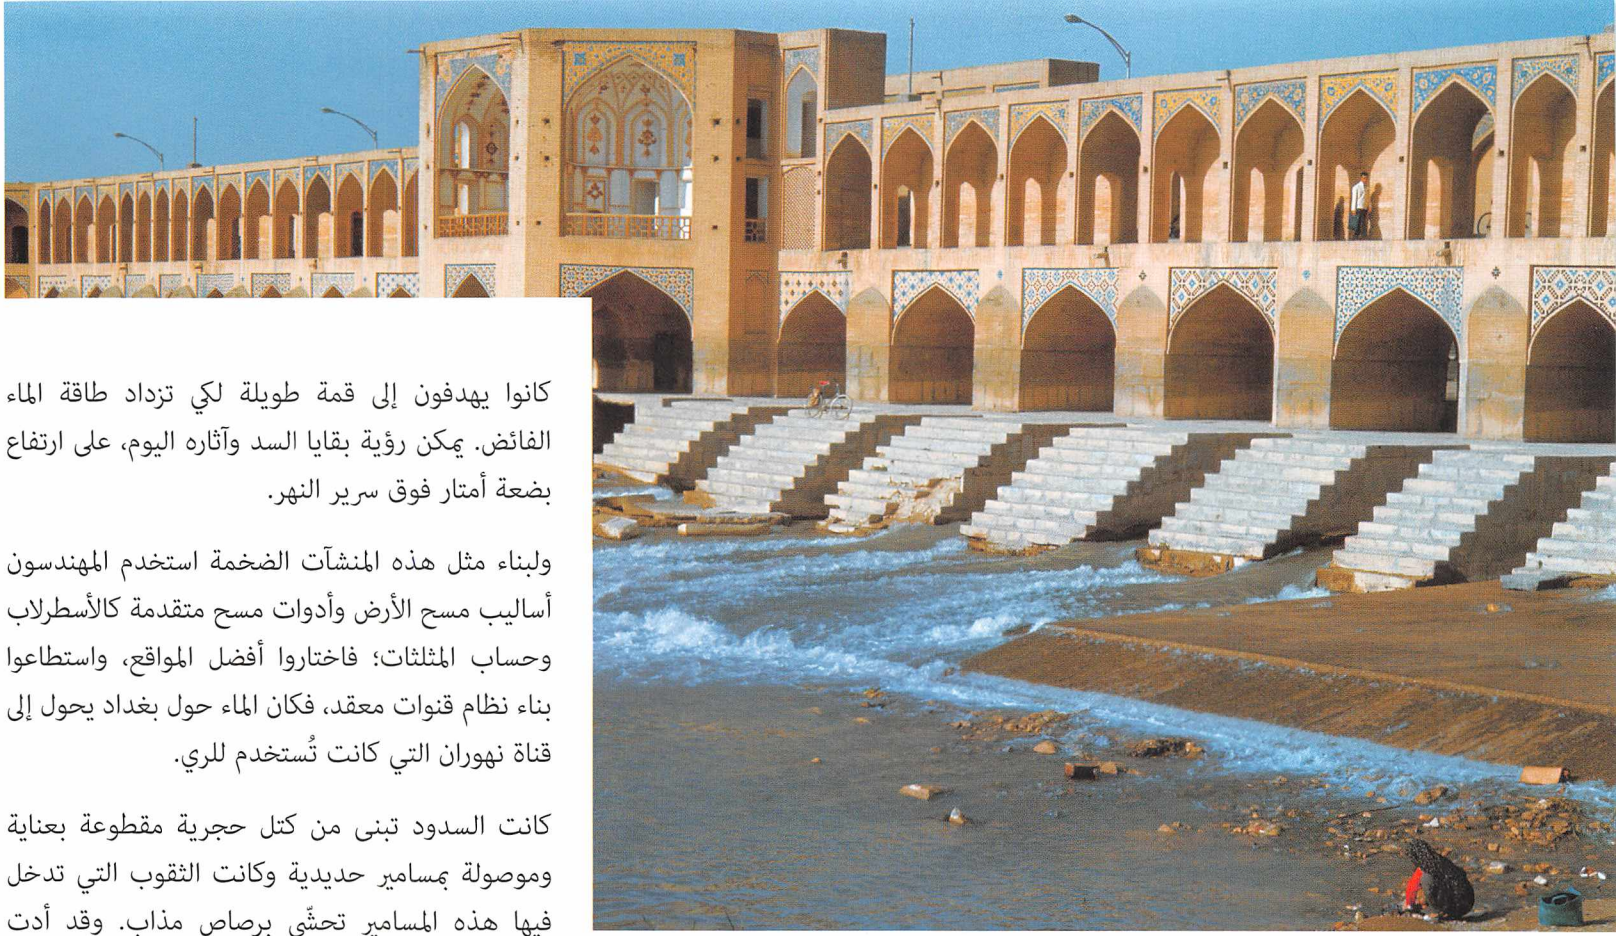 كانوا يهدفون إلى قمة طويلة لكي تزداد طاقة الماء
الفائض. يمكن رؤية بقايا السد وآثاره اليوم، على ارتفاع
بضعة أمتار فوق سرير النهر.
ولبناء مثل هذه المنشآت الضخمة استخدم المهندسون
أساليب مسح الأرض وأدوات مسح متقدمة كالأسطرلاب
وحساب المثلثات؛ فاختاروا أفضل المواقع، واستطاعوا
بناء نظام قنوات معقد، فكان الماء حول بغداد يحول إلى
قناة نهوران التي كانت تُستخدم للري.
كانت السدود تبنى من كتل حجرية مقطوعة بعناية
وموصولة بمسامير حديدية وكانت الثقوب التي تدخل
فيها هذه المسامير تحشّى برصاص مذاب. وقد أدت